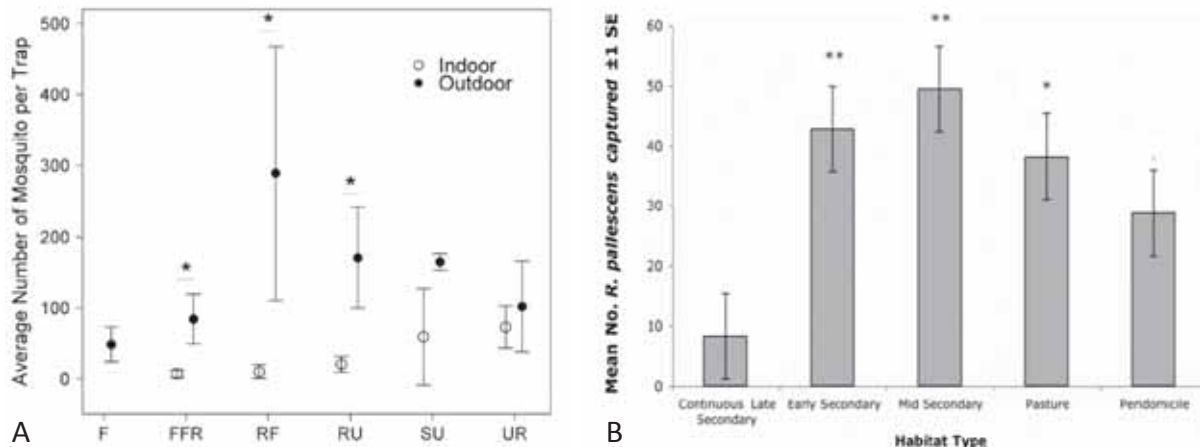 Average Number of Mosquito per Trap
500
400
300
200
100
0
*
*
*
Indoor
Outdoor
F FFR RF RU SU UR
A
Mean No. R. pallescens captured ±1 SE
60
50
40
30
20
10
0
**
**
*
Continuous Late Secondary
Early Secondary
Mid Secondary
Pasture
Peridomicile
Habitat Type
B